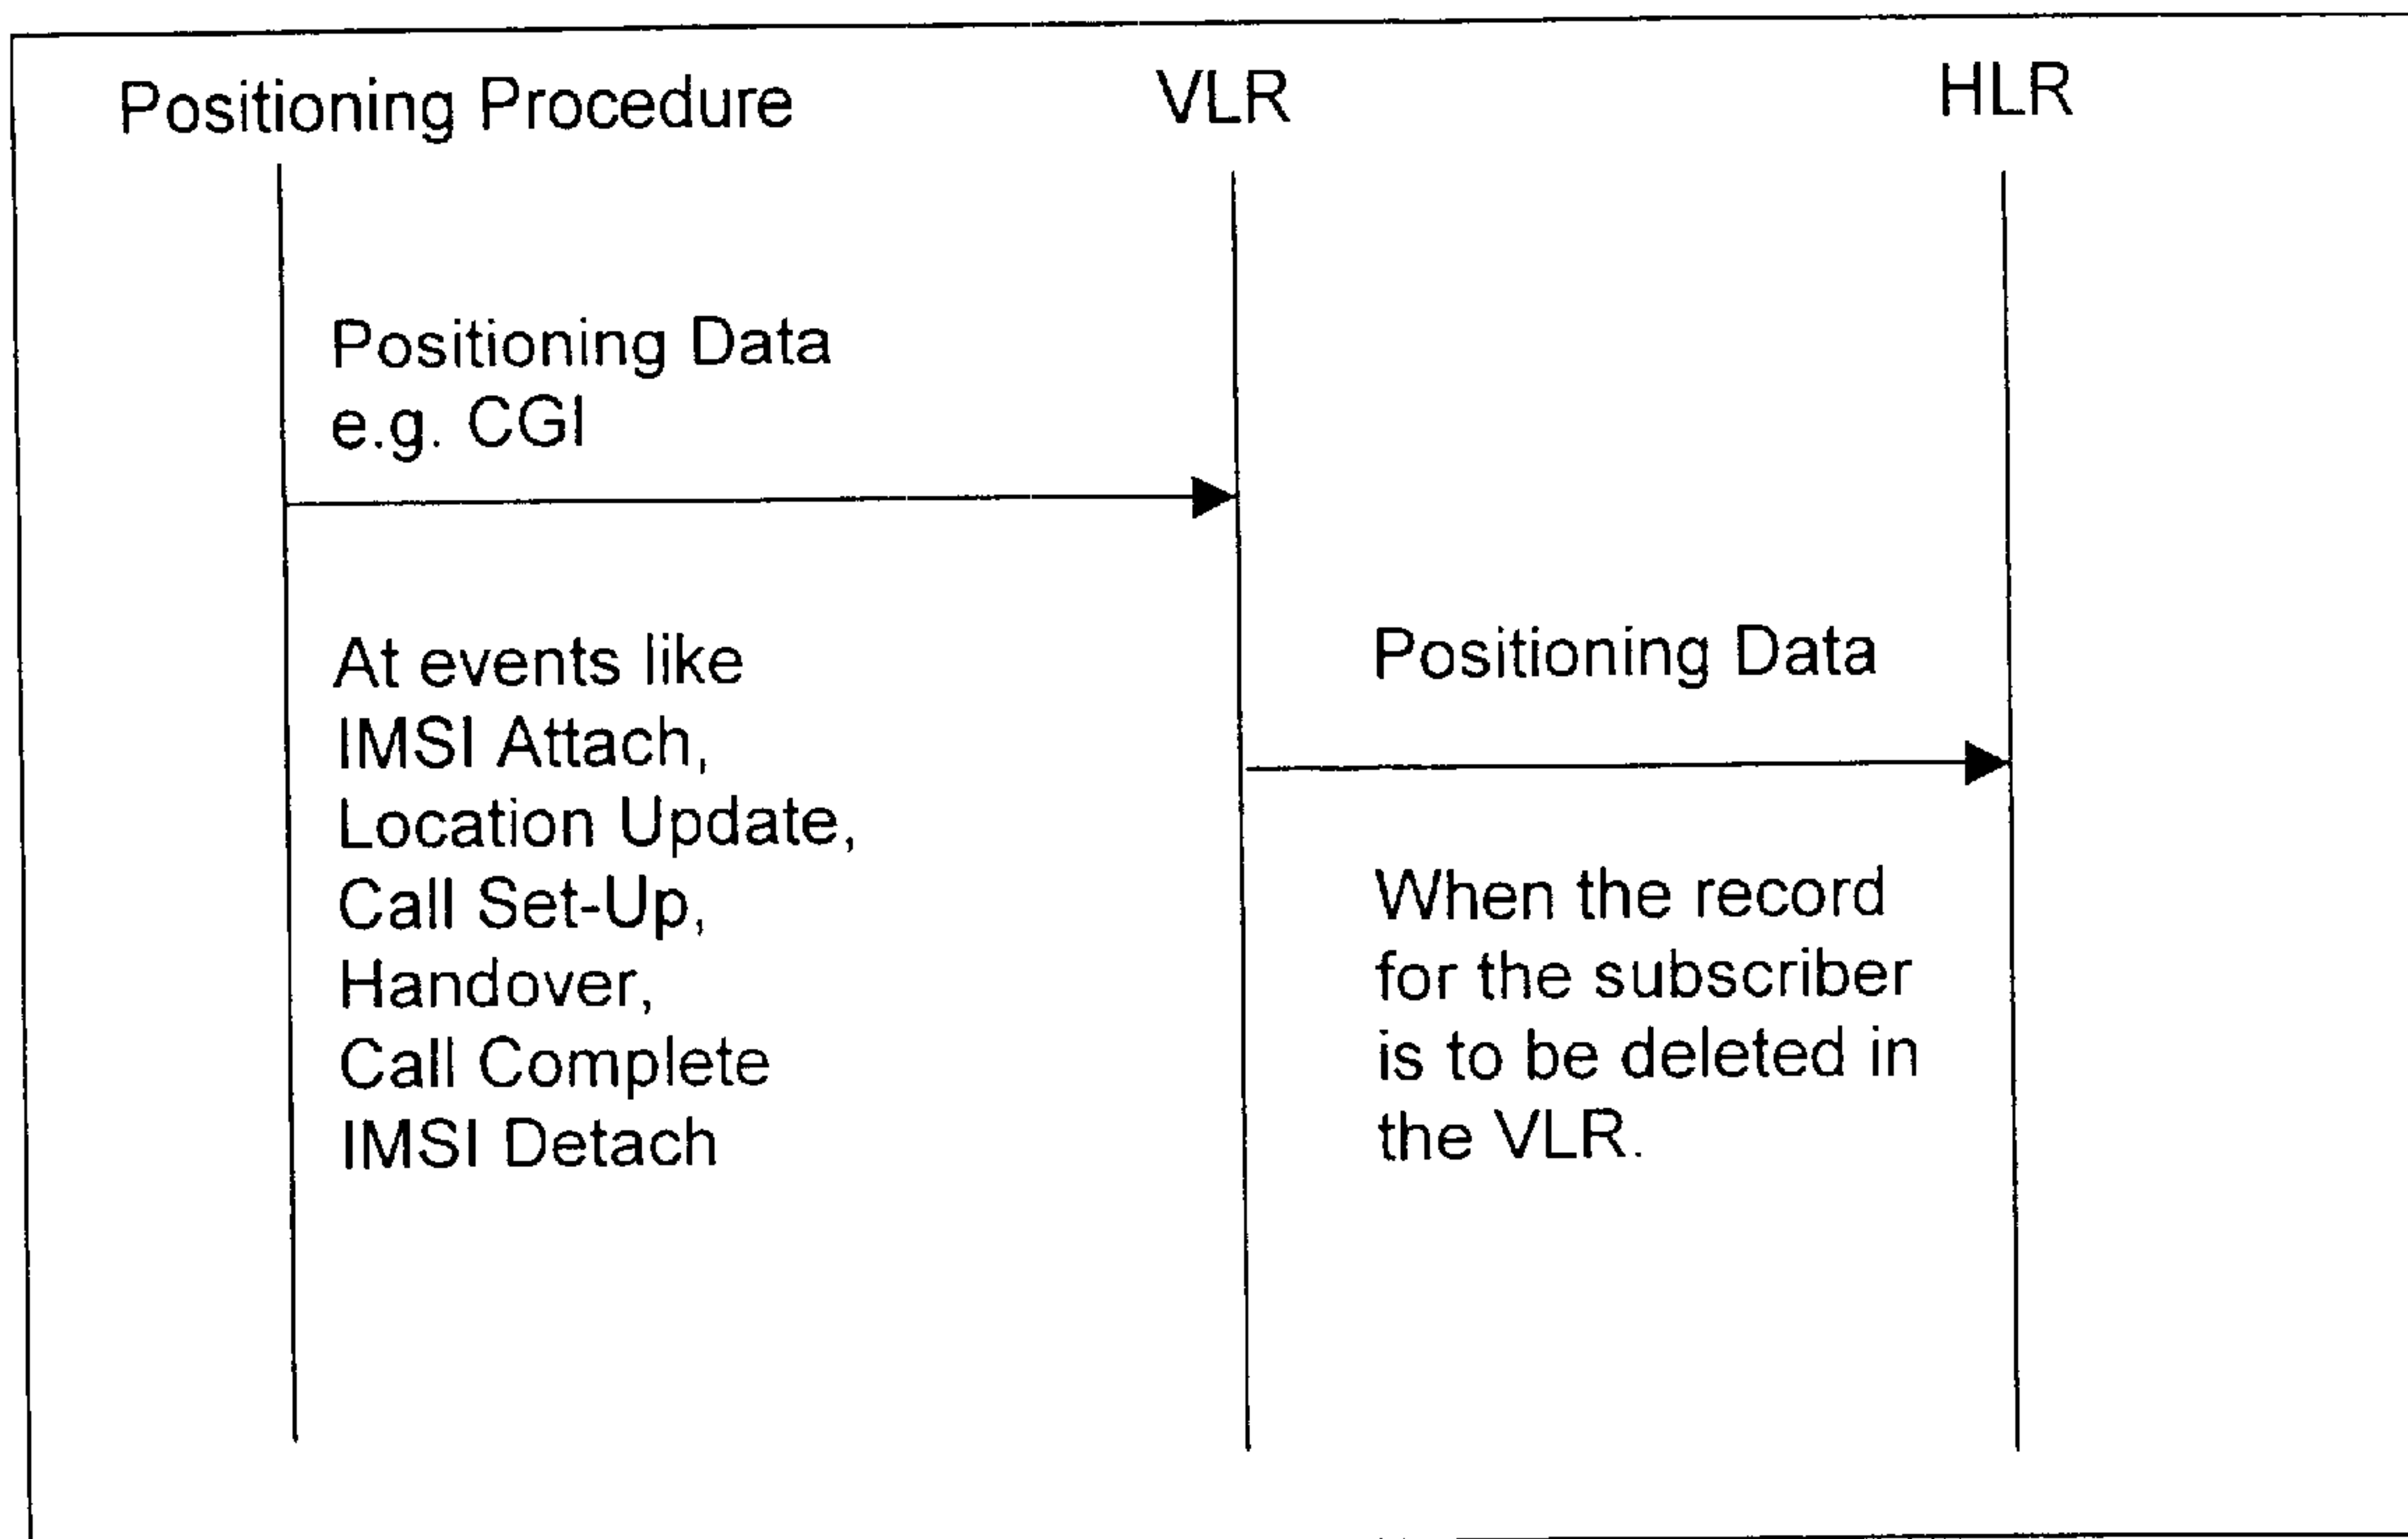 Positioning Procedure
VLR
HLR
Positioning Data
e.g. CGI
At events like
IMSI Attach,
Location Update,
Call Set-Up,
Handover,
Call Complete
IMSI Detach
Positioning Data
When the record
for the subscriber
is to be deleted in
the VLR.